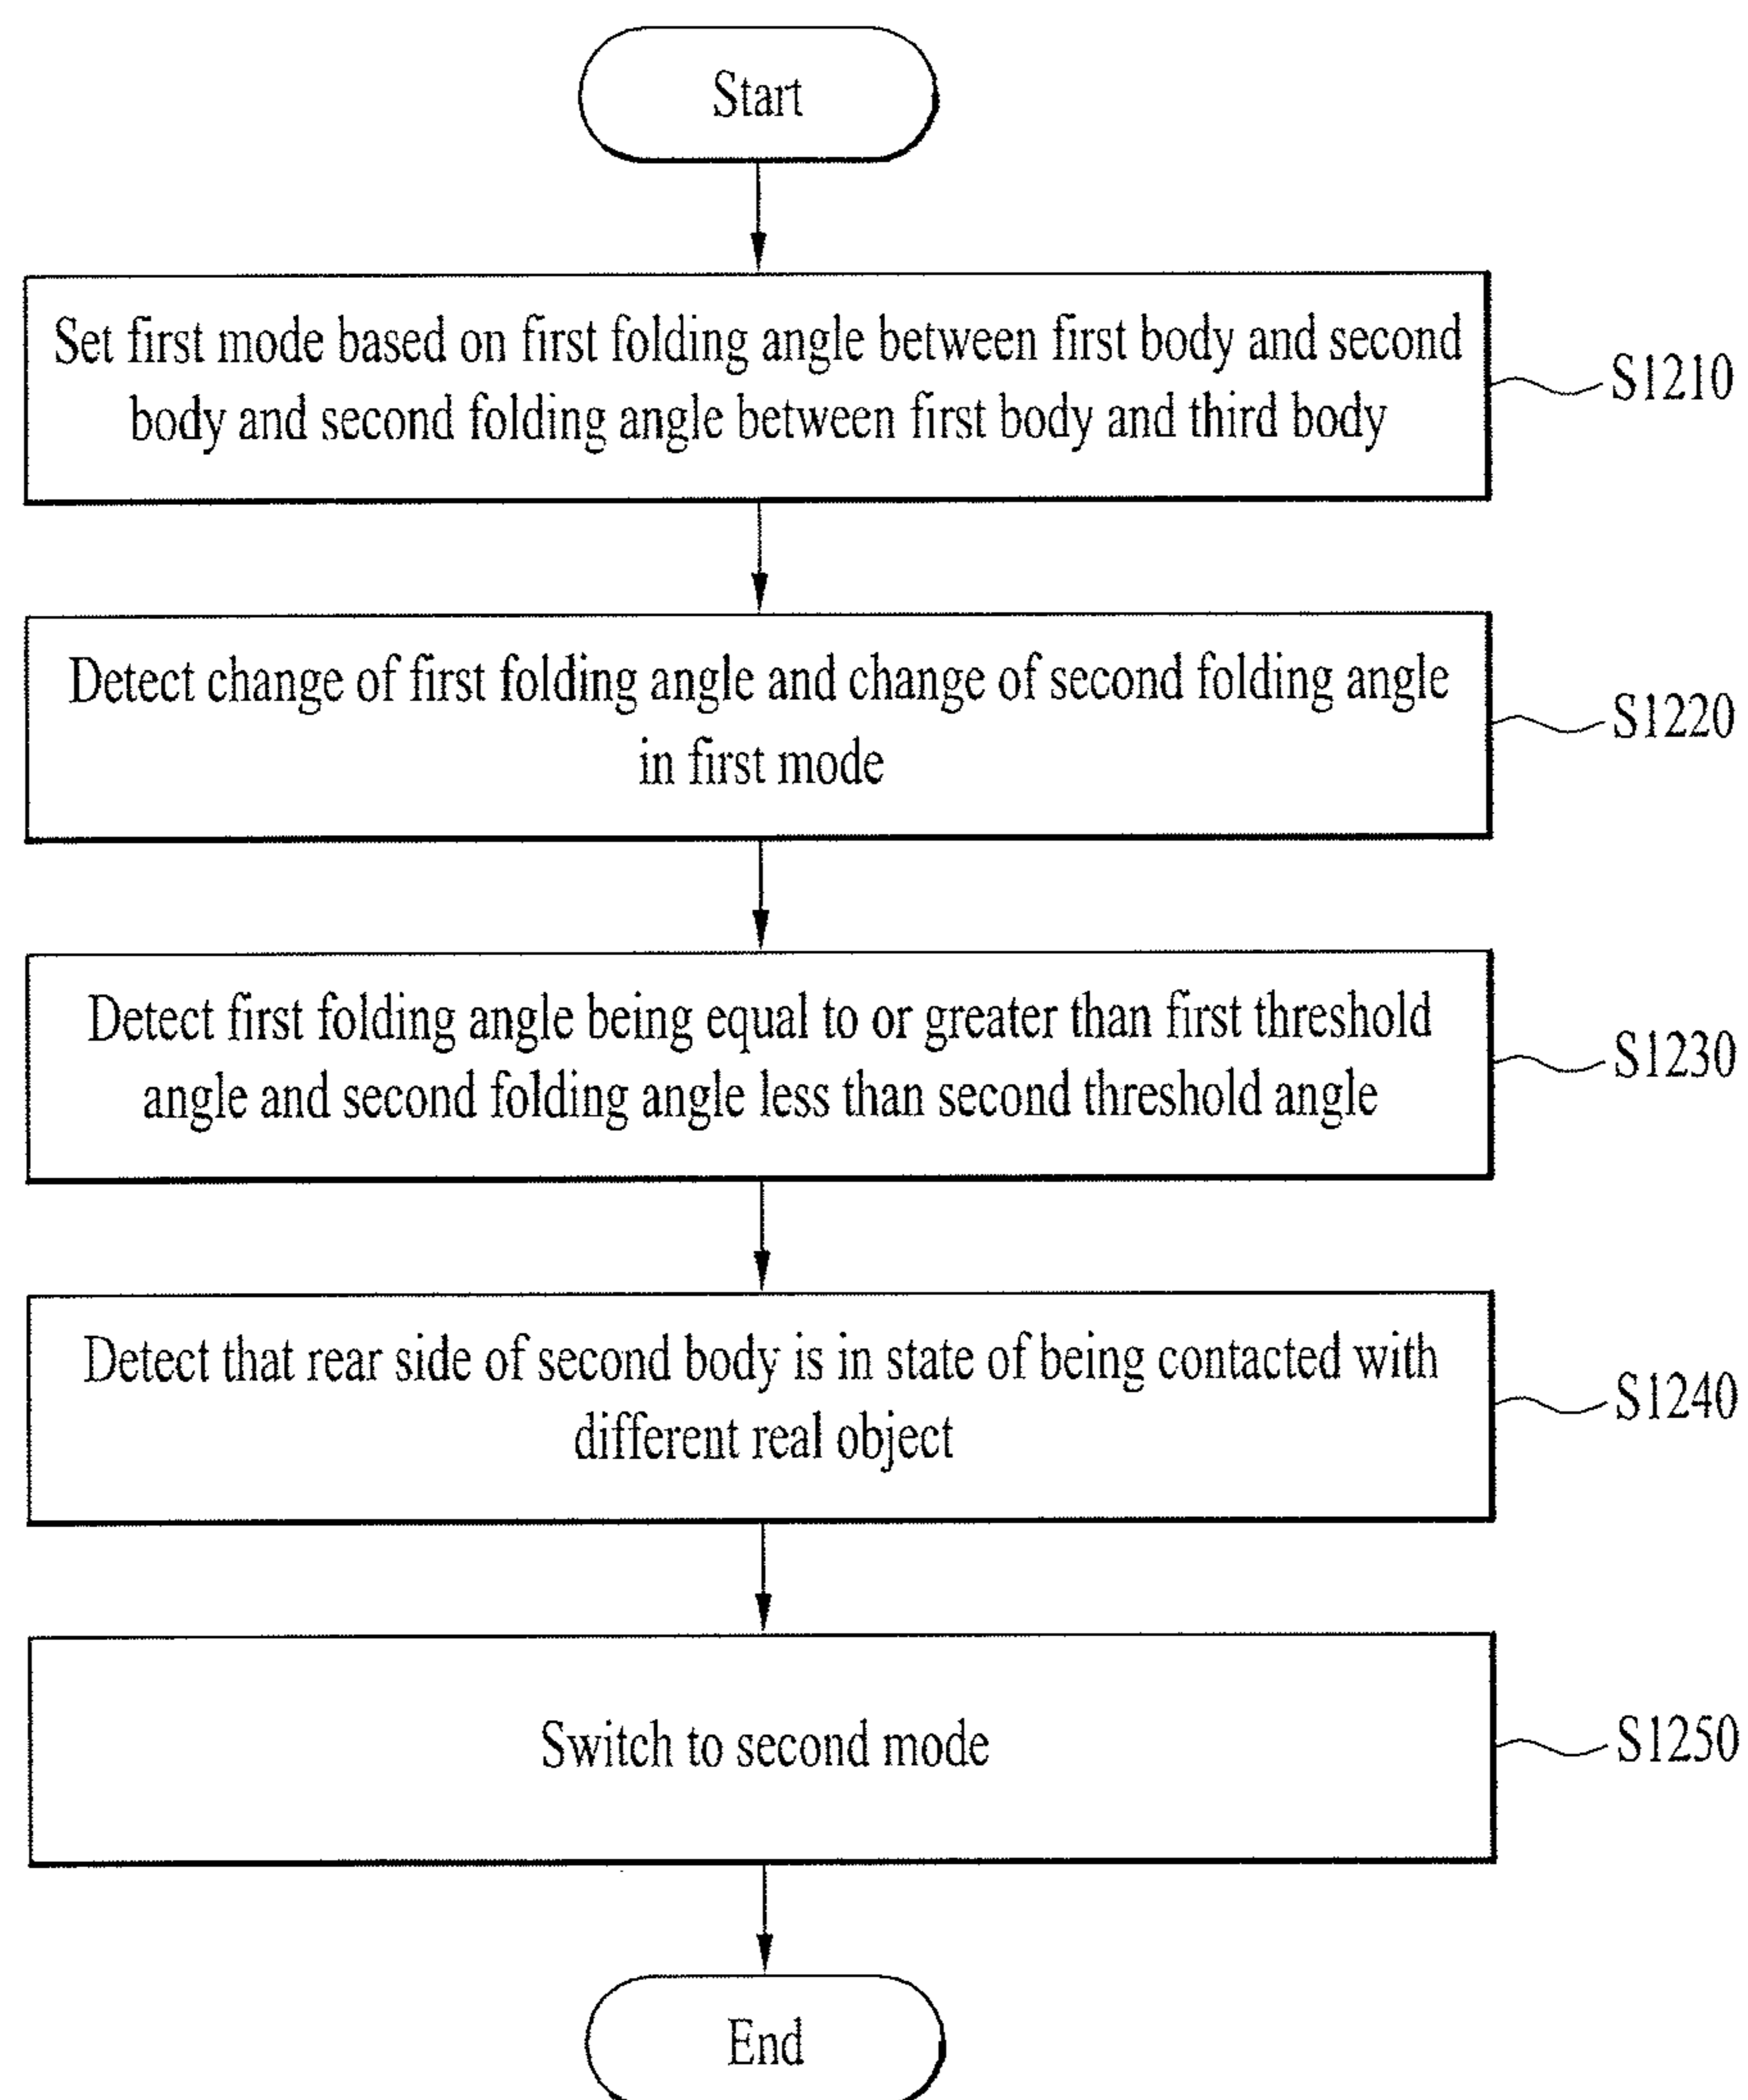 Start
Set first mode based on first folding angle between first body and second
body and second folding angle between first body and third body
S1210
Detect change of first folding angle and change of second folding angle
in first mode
S1220
Detect first folding angle being equal to or greater than first threshold
angle and second folding angle less than second threshold angle
S1230
Detect that rear side of second body is in state of being contacted with
different real object
S1240
Switch to second mode
S1250
End